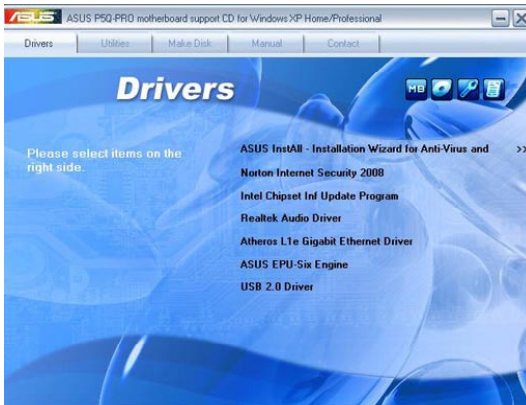 ASUS ASUS P5Q-PRO motherboard support CD for Windows XP Home/Professional
Drivers Utilities Make Disk Manual Contact
Drivers
MB
Please select items on the right side.
ASUS InstAll - Installation Wizard for Anti-Virus and >>
Norton Internet Security 2008
Intel Chipset Inf Update Program
Realtek Audio Driver
Atheros L1e Gigabit Ethernet Driver
ASUS EPU-Six Engine
USB 2.0 Driver